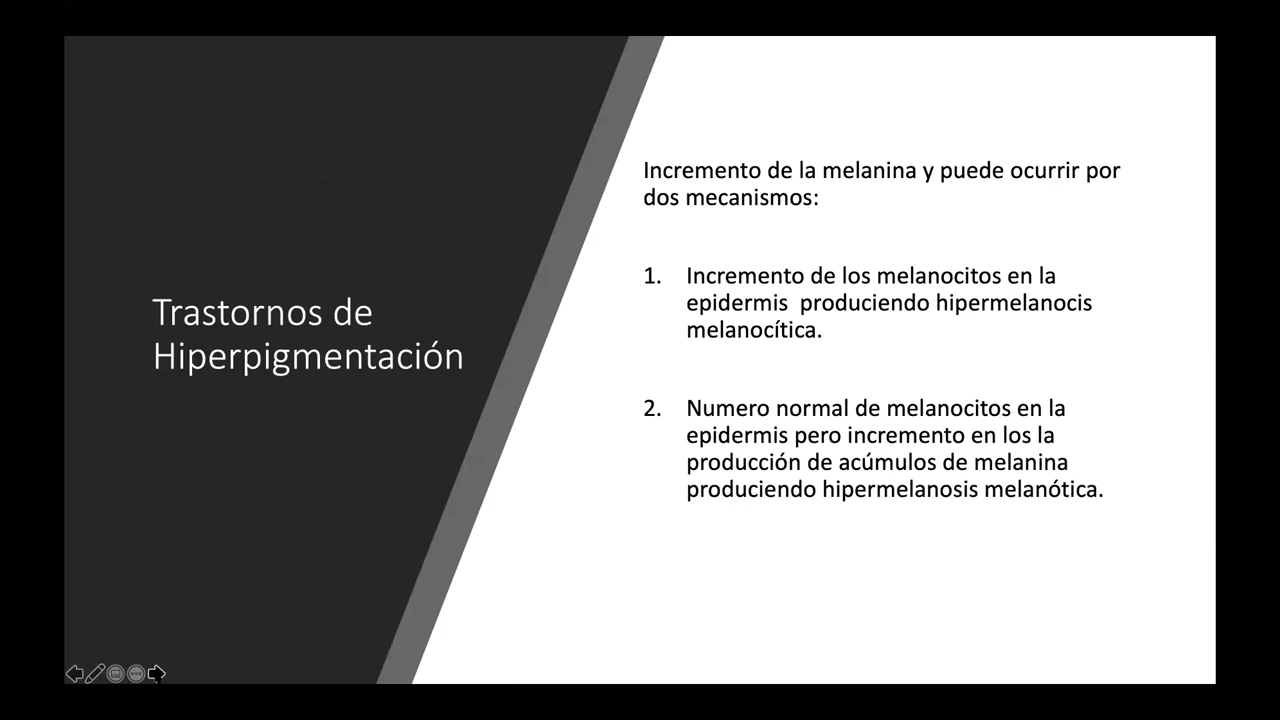 Trastornos de
Hiperpigmentación
Incremento de la melanina y puede ocurrir por
dos mecanismos:
1. Incremento de los melanocitos en la
epidermis  produciendo hipermelanocis
melanocítica.
2. Numero normal de melanocitos en la
epidermis pero incremento en los la
producción de acúmulos de melanina
produciendo hipermelanosis melanótica.